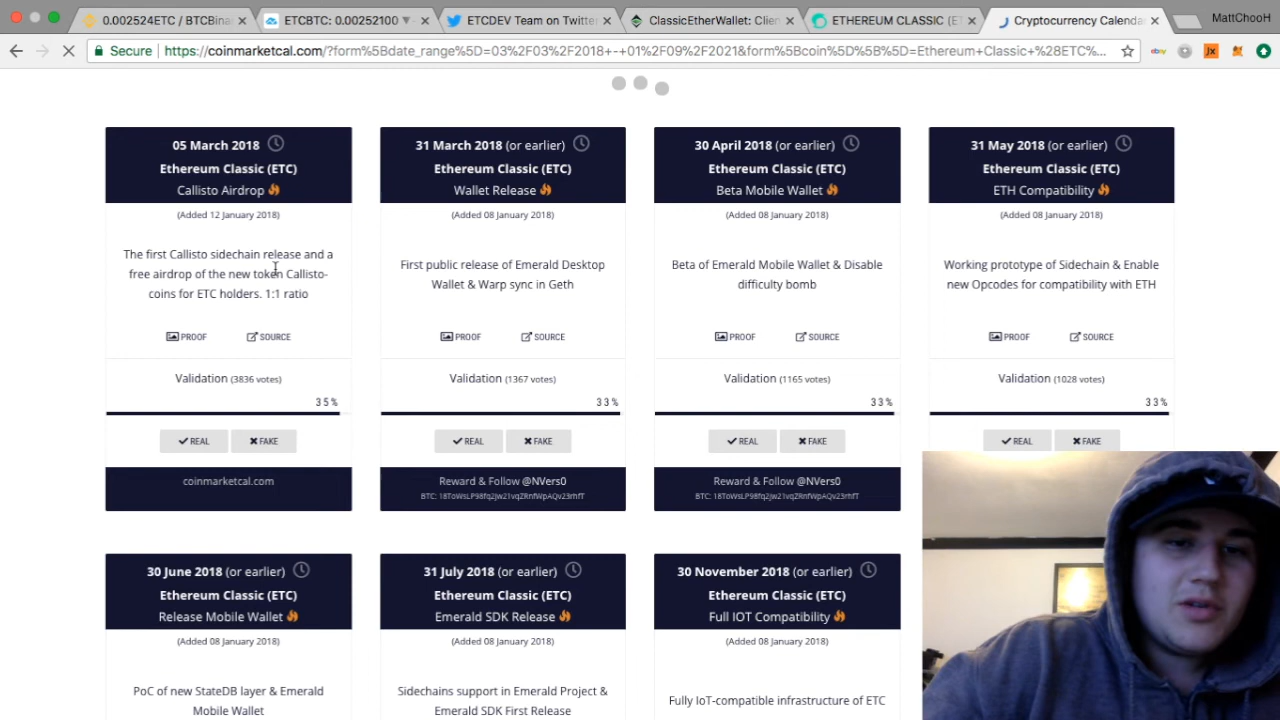 0.002524ETC / BTCBina
ETCBTC: 0.00252100 ▼
ETCDEV Team on Twitter
ClassicEtherWallet: Clien
ETHEREUM CLASSIC (ET
Cryptocurrency Calenda
MattChooH
Secure https://coinmarketcal.com/?form%5Bdate_range%5D=03%2F03%2F2018+-+01%2F09%2F2021&form%5Bcoin%5D%5B%5D=Ethereum+Classic+%28ETC%...
ebay
Jx
05 March 2018
Ethereum Classic (ETC)
Callisto Airdrop
(Added 12 January 2018)
The first Callisto sidechain release and a
free airdrop of the new token Callisto-
coins for ETC holders. 1:1 ratio
PROOF SOURCE
Validation (3836 votes)
35%
REAL FAKE
coinmarketcal.com
31 March 2018 (or earlier)
Ethereum Classic (ETC)
Wallet Release
(Added 08 January 2018)
First public release of Emerald Desktop
Wallet & Warp sync in Geth
PROOF SOURCE
Validation (1367 votes)
33%
REAL FAKE
Reward & Follow @NVers0
BTC: 18ToWsLP98fq2jw21vqZRnfWpAQv23rhfT
30 April 2018 (or earlier)
Ethereum Classic (ETC)
Beta Mobile Wallet
(Added 08 January 2018)
Beta of Emerald Mobile Wallet & Disable
difficulty bomb
PROOF SOURCE
Validation (1165 votes)
33%
REAL FAKE
Reward & Follow @NVers0
BTC: 18ToWsLP98fq2jw21vqZRnfWpAQv23rhfT
31 May 2018 (or earlier)
Ethereum Classic (ETC)
ETH Compatibility
(Added 08 January 2018)
Working prototype of Sidechain & Enable
new Opcodes for compatibility with ETH
PROOF SOURCE
Validation (1028 votes)
33%
REAL FAKE
30 June 2018 (or earlier)
Ethereum Classic (ETC)
Release Mobile Wallet
(Added 08 January 2018)
PoC of new StateDB layer & Emerald
Mobile Wallet
31 July 2018 (or earlier)
Ethereum Classic (ETC)
Emerald SDK Release
(Added 08 January 2018)
Sidechains support in Emerald Project &
Emerald SDK First Release
30 November 2018 (or earlier)
Ethereum Classic (ETC)
Full IOT Compatibility
(Added 08 January 2018)
Fully IoT-compatible infrastructure of ETC